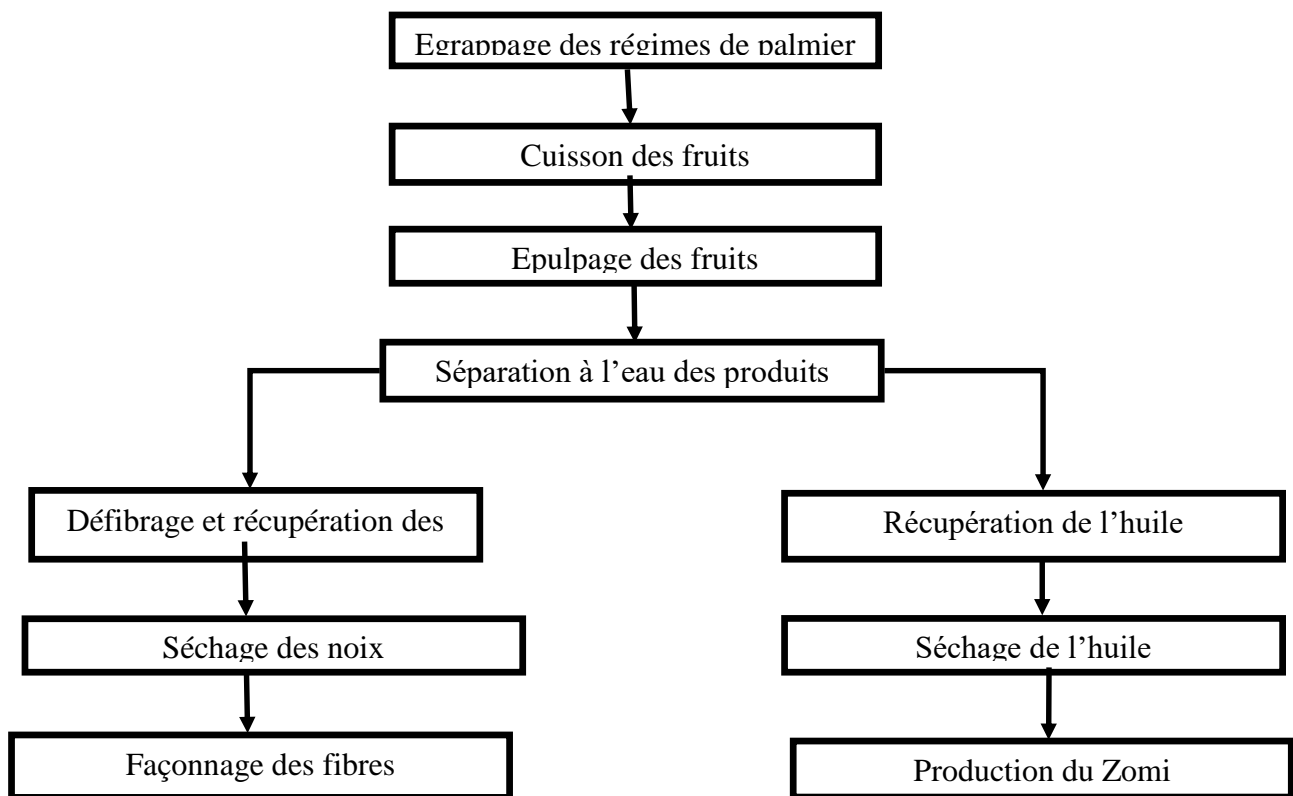 Egrappage des régimes de palmier
Cuisson des fruits
Epulpage des fruits
Séparation à l’eau des produits
Défibrage et récupération des
Récupération de l’huile
Séchage des noix
Séchage de l’huile
Façonnage des fibres
Production du Zomi